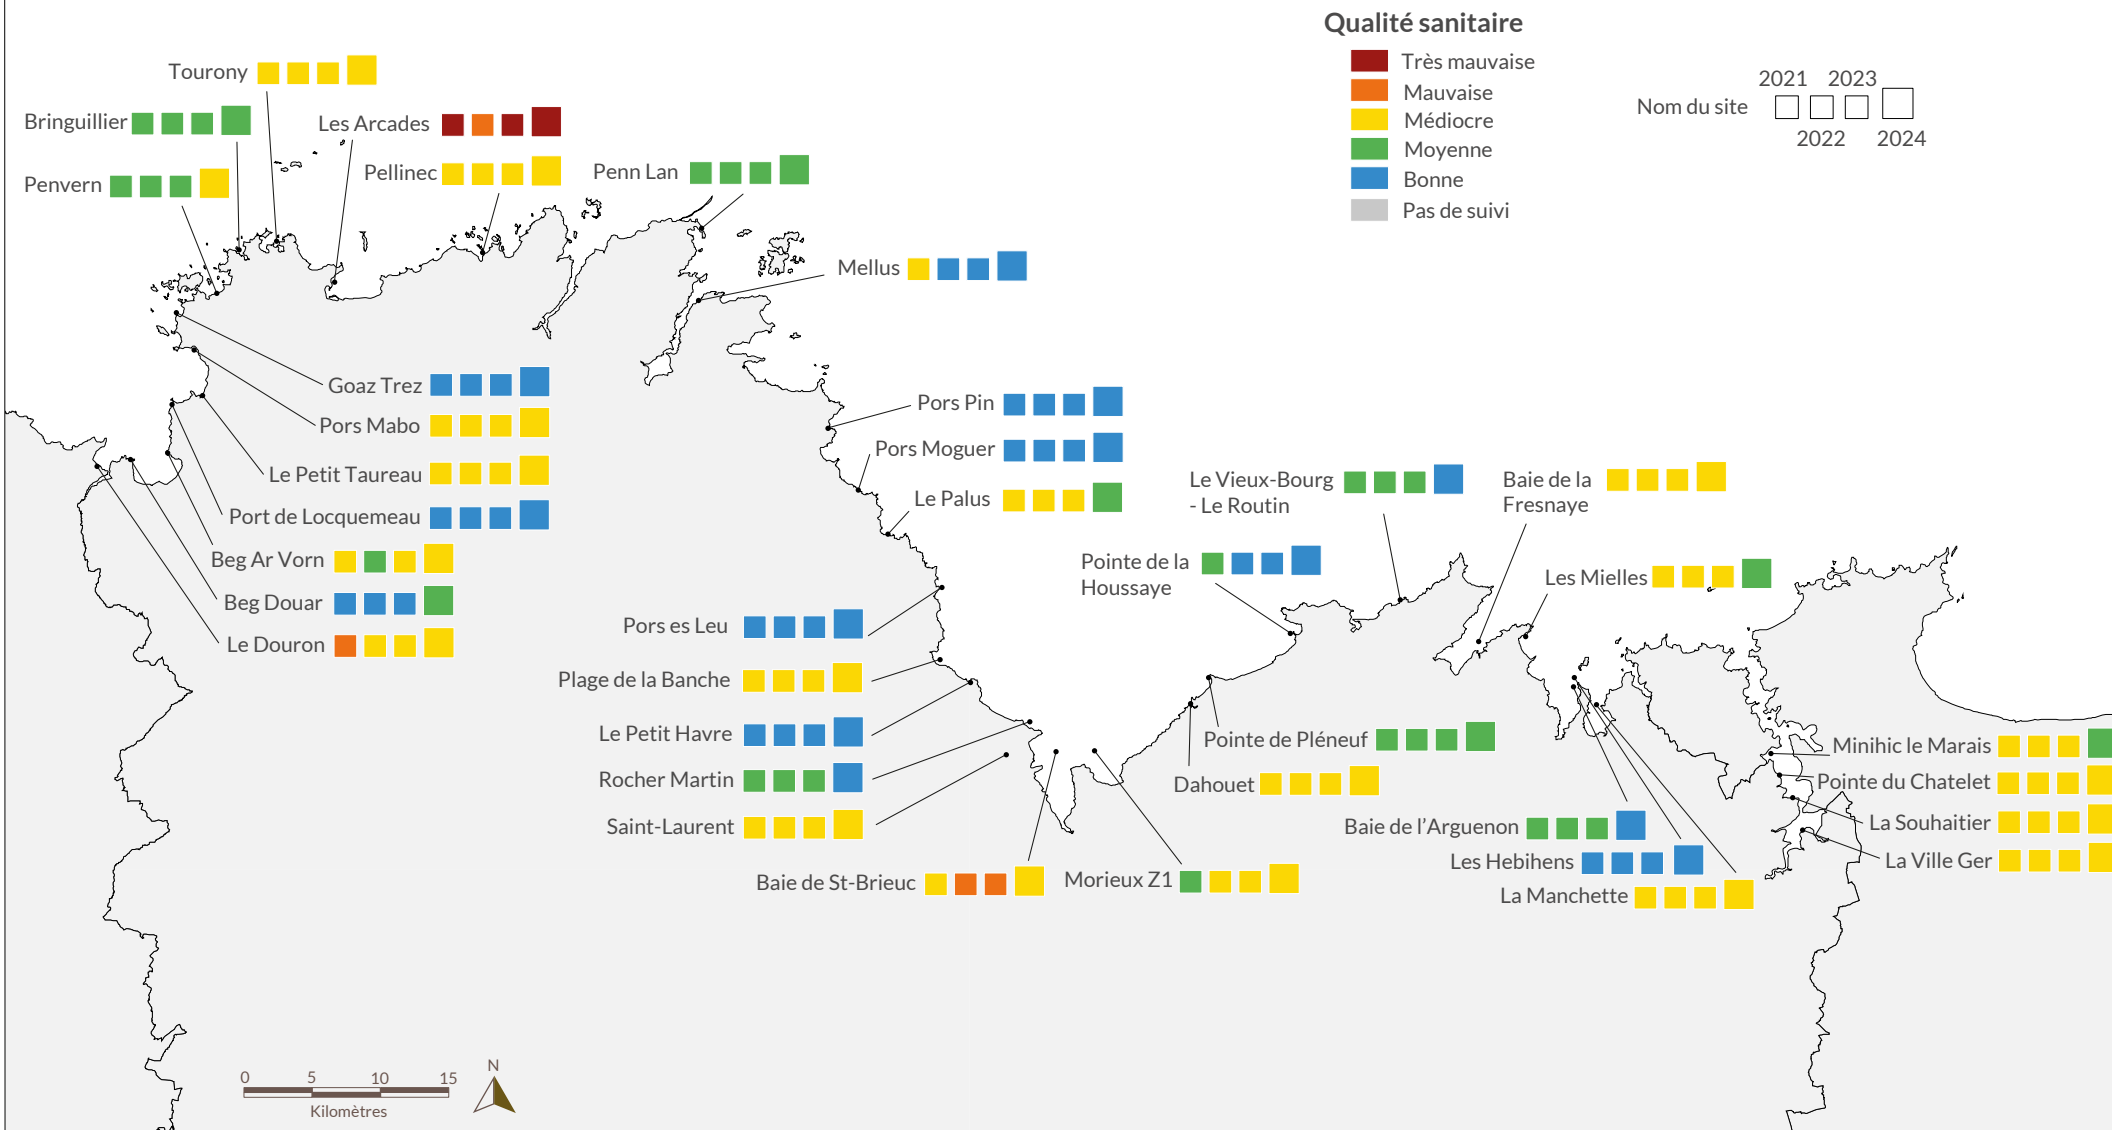 Qualité sanitaire
Très mauvaise
Mauvaise
Médiocre
Moyenne
Bonne
Pas de suivi
2021 2023
Nom du site
2022 2024
Tourony
Bringuillier
Les Arcades
Penvern
Pellinec
Penn Lan
Mellus
Goaz Trez
Pors Mabo
Le Petit Taureau
Port de Locquemeau
Beg Ar Vorn
Beg Douar
Le Douron
Pors Pin
Pors Moguer
Le Palus
Le Vieux-Bourg
- Le Routin
Baie de la
Fresnaye
Pointe de la
Houssaye
Les Mielles
Pors es Leu
Plage de la Banche
Le Petit Havre
Rocher Martin
Saint-Laurent
Baie de St-Brieuc
Morieux Z1
Pointe de Pléneuf
Dahouet
Baie de l’Arguenon
Les Hebihens
La Manchette
Minihic le Marais
Pointe du Chatelet
La Souhaitier
La Ville Ger
0 5 10 15
Kilomètres
N